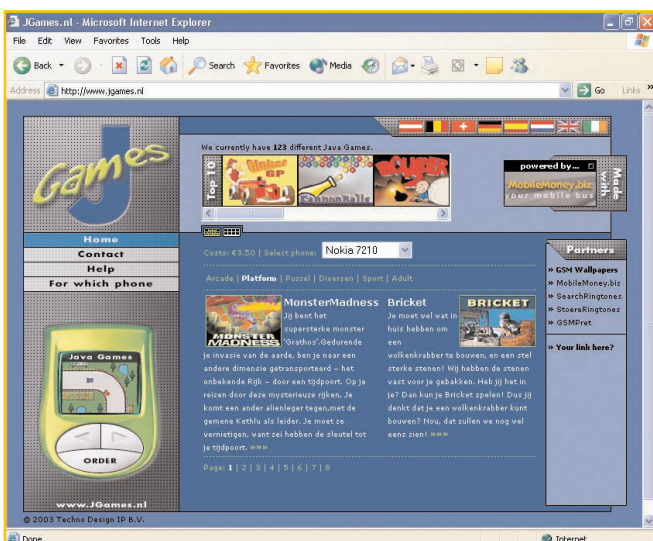 JGames.nl - Microsoft Internet Explorer
File Edit View Favorites Tools Help
Back Search Favorites Media
Address http://www.jgames.nl Go Links »
J Games
We currently have 123 different Java Games.
Top 10
Global GP
CannonBalls
BOUNCER
powered by...
MobileMoney.biz
your mobile bus
Made with
Home
Contact
Help
For which phone
Costs: €3.50 | Select phone: Nokia 7210
Arcade | Platform | Puzzel | Diversen | Sport | Adult
MONSTER MADNESS
MonsterMadness
Jij bent het
supersterke monster
'Grathos'.Gedurende
je invasie van de aarde, ben je naar een
andere dimensie getransporteerd – het
onbekende Rijk – door een tijdpoort. Op je
reizen door deze mysterieuze rijken, Je
komt een ander alienleger tegen,met de
gemene Kethlu als leider. Je moet ze
vernietigen, want zei hebben de sleutel tot
je tijdpoort. »»»
Bricket
BRICKET
Je moet wel wat in
huis hebben om
een
wolkenkrabber te bouwen, en een stel
sterke stenen! Wij hebben de stenen
vast voor je gebakken. Heb jij het in
je? Dan kun je Bricket spelen! Dus jij
denkt dat je een wolkenkrabber kunt
bouwen? Nou, dat zullen we nog wel
eens zien! »»»
Page: 1 | 2 | 3 | 4 | 5 | 6 | 7 | 8
Partners
» GSM Wallpapers
» MobileMoney.biz
» SearchRingtones
» StoereRingtones
» GSMPret
» Your link here?
Java Games
ORDER
www.JGames.nl
© 2003 Techno Design IP B.V.
Done Internet